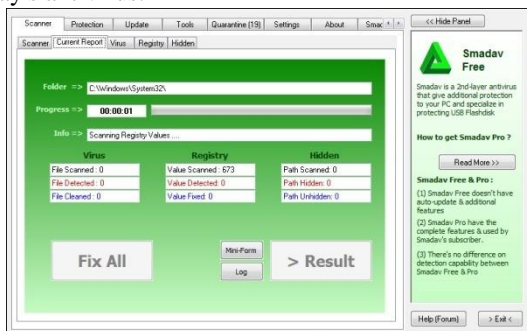 Scanner Protection Update Tools Quarantine (19) Settings About
Scanner Current Report Virus Registry Hidden
Folder => C:\Windows\System32\
Progress => 00:00:01
Info => Scanning Registry Values ....
Virus Registry Hidden
File Scanned : 0 Value Scanned : 673 Path Scanned: 0
File Detected : 0 Value Detected: 0 Path Hidden: 0
File Cleaned : 0 Value Fixed: 0 Path Unhidden: 0
Fix All
Mini-Form
Log
> Result
<< Hide Panel
Smadav
Free
Smadav is a 2nd-layer antivirus
that give additional protection
to your PC and specialize in
protecting USB Flashdisk
How to get Smadav Pro ?
Read More >>
Smadav Free & Pro :
(1) Smadav Free doesn't have
auto-update & additional
features
(2) Smadav Pro have the
complete features & used by
Smadav's subscriber.
(3) There's no difference on
detection capability between
Smadav Free & Pro
Help (Forum) > Exit <